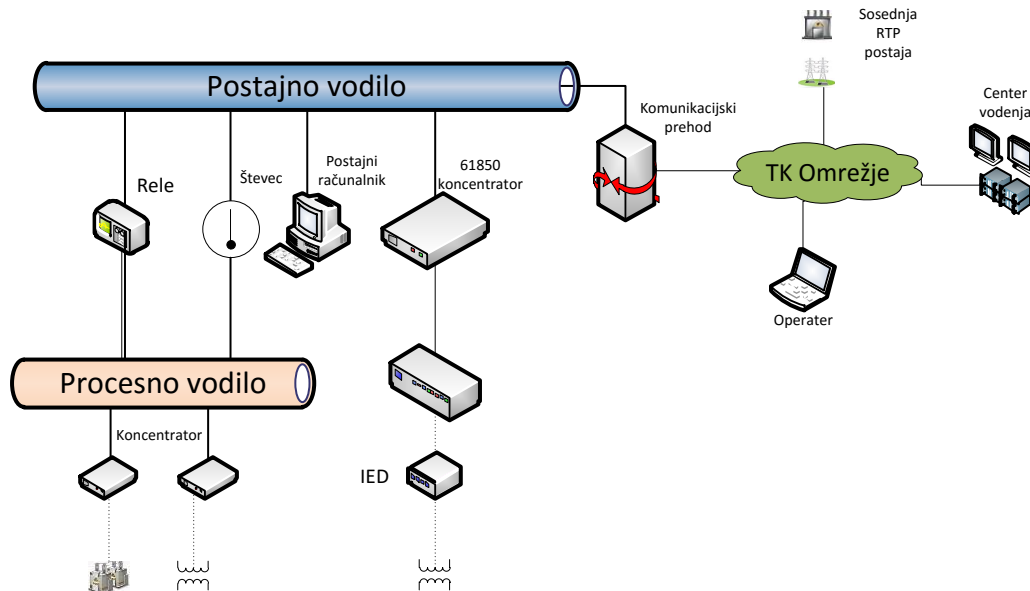 Sosednja
RTP
postaja
Postajno vodilo
Komunikacijski
prehod
Center
vodenja
TK Omrežje
Rele
Števec
Postajni
računalnik
61850
koncentrator
Operater
Procesno vodilo
Koncentrator
IED